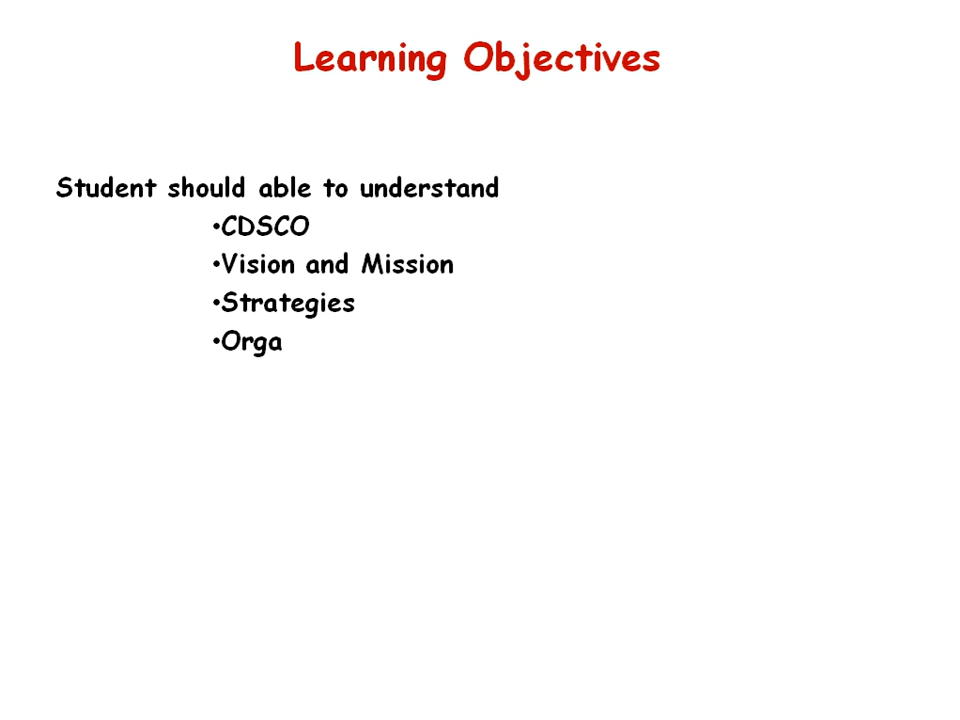 Learning Objectives
Student should able to understand
•CDSCO
•Vision and Mission
•Strategies
•Orga